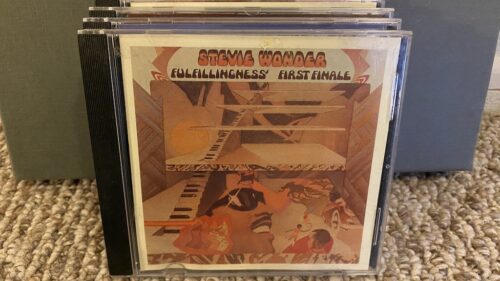 STEVIE WONDER
FULFILLINGNESS' FIRST FINALE